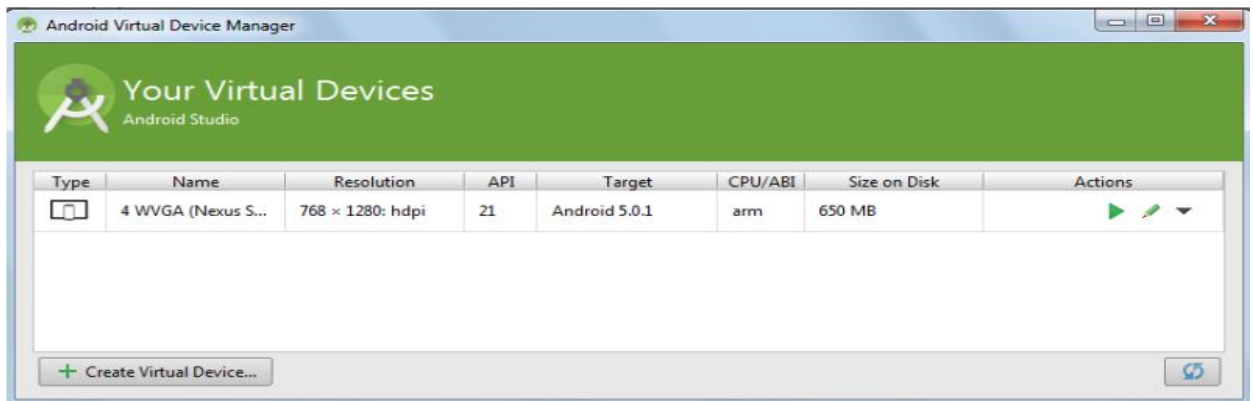 Android Virtual Device Manager
Your Virtual Devices
Android Studio
Type Name Resolution API Target CPU/ABI Size on Disk Actions
4 WVGA (Nexus S... 768 × 1280: hdpi 21 Android 5.0.1 arm 650 MB
+ Create Virtual Device...